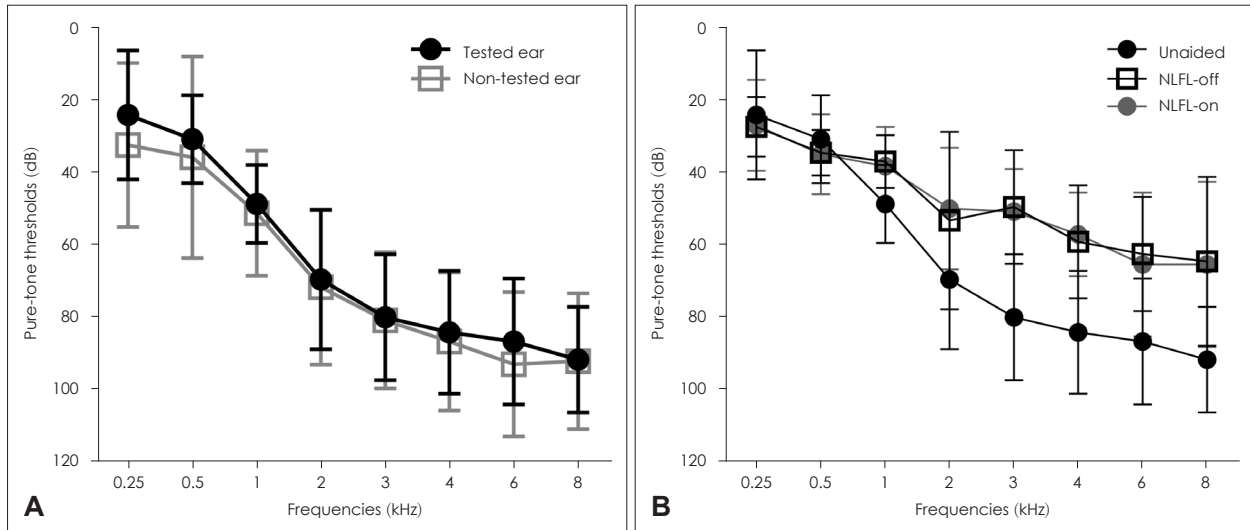 0
20
40
60
80
100
120
Pure-tone thresholds (dB)
Tested ear
Non-tested ear
0.25 0.5 1 2 3 4 6 8
Frequencies (kHz)
A
0
20
40
60
80
100
120
Pure-tone thresholds (dB)
Unaided
NLFL-off
NLFL-on
0.25 0.5 1 2 3 4 6 8
Frequencies (kHz)
B